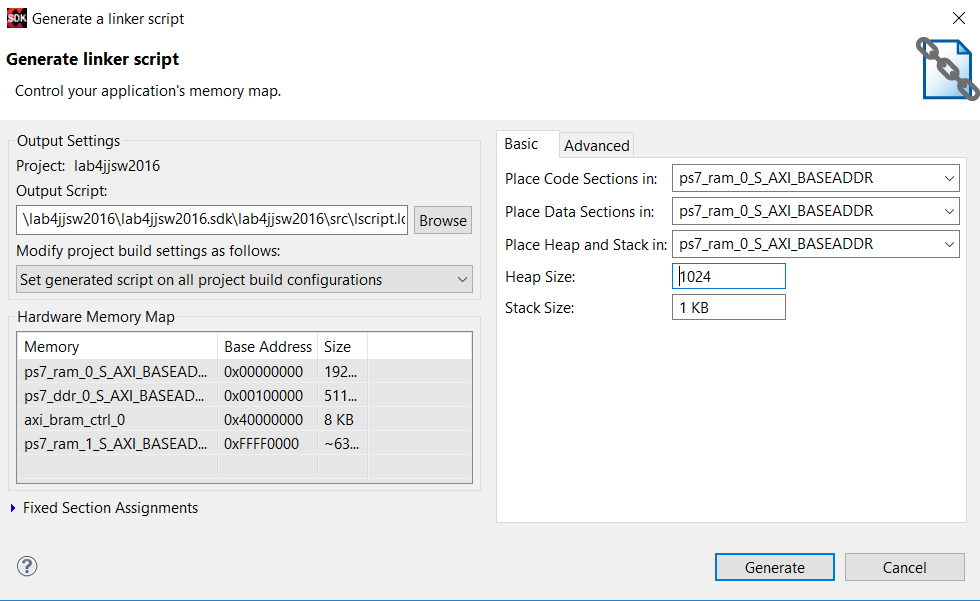 SDK Generate a linker script
Generate linker script
Control your application's memory map.
Output Settings
Project: lab4jjsw2016
Output Script:
\lab4jjsw2016\lab4jjsw2016.sdk\lab4jjsw2016\src\lscript.lc Browse
Modify project build settings as follows:
Set generated script on all project build configurations
Hardware Memory Map
Memory Base Address Size
ps7_ram_0_S_AXI_BASEAD... 0x00000000 192...
ps7_ddr_0_S_AXI_BASEAD... 0x00100000 511...
axi_bram_ctrl_0 0x40000000 8 KB
ps7_ram_1_S_AXI_BASEAD... 0xFFFF0000 ~63...
Fixed Section Assignments
Basic Advanced
Place Code Sections in: ps7_ram_0_S_AXI_BASEADDR
Place Data Sections in: ps7_ram_0_S_AXI_BASEADDR
Place Heap and Stack in: ps7_ram_0_S_AXI_BASEADDR
Heap Size: 1024
Stack Size: 1 KB
? Generate Cancel